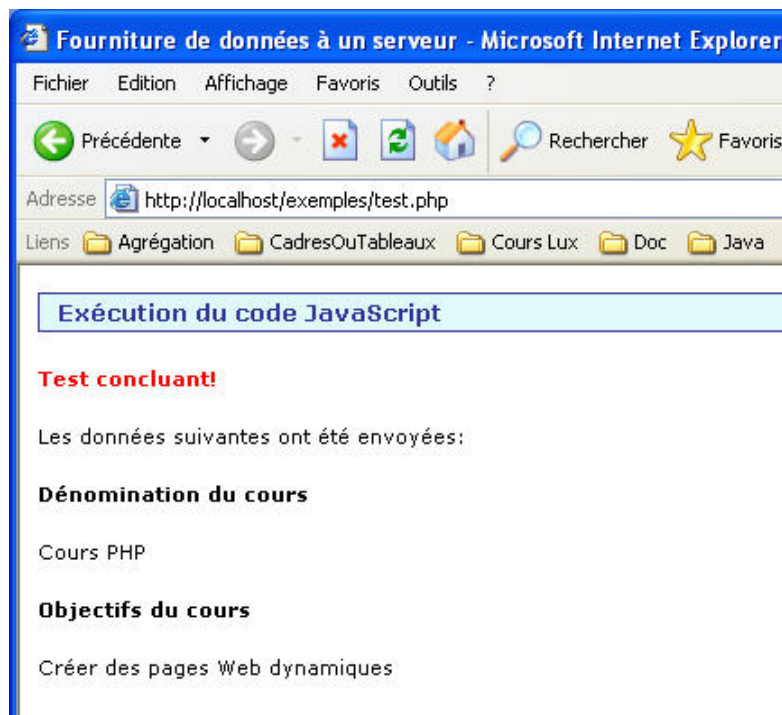 Fourniture de données à un serveur - Microsoft Internet Explorer
Fichier Edition Affichage Favoris Outils ?
Précédente Rechercher Favoris
Adresse http://localhost/exemples/test.php
Liens Agrégation CadresOuTableaux Cours Lux Doc Java
Exécution du code JavaScript
Test concluant!
Les données suivantes ont été envoyées:
Dénomination du cours
Cours PHP
Objectifs du cours
Créer des pages Web dynamiques